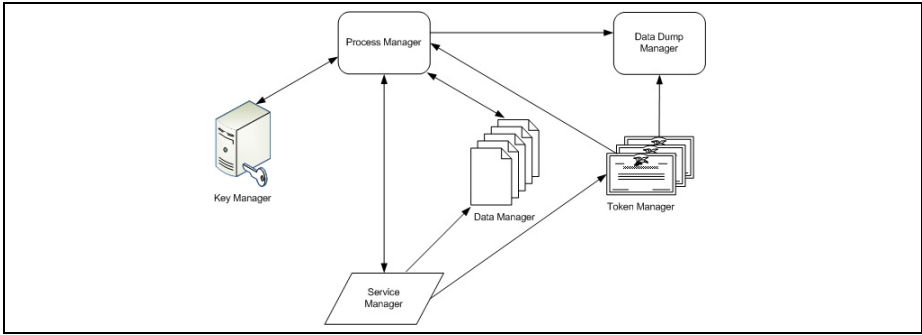 Process Manager
Data Dump
Manager
Key Manager
Data Manager
Token Manager
Service
Manager